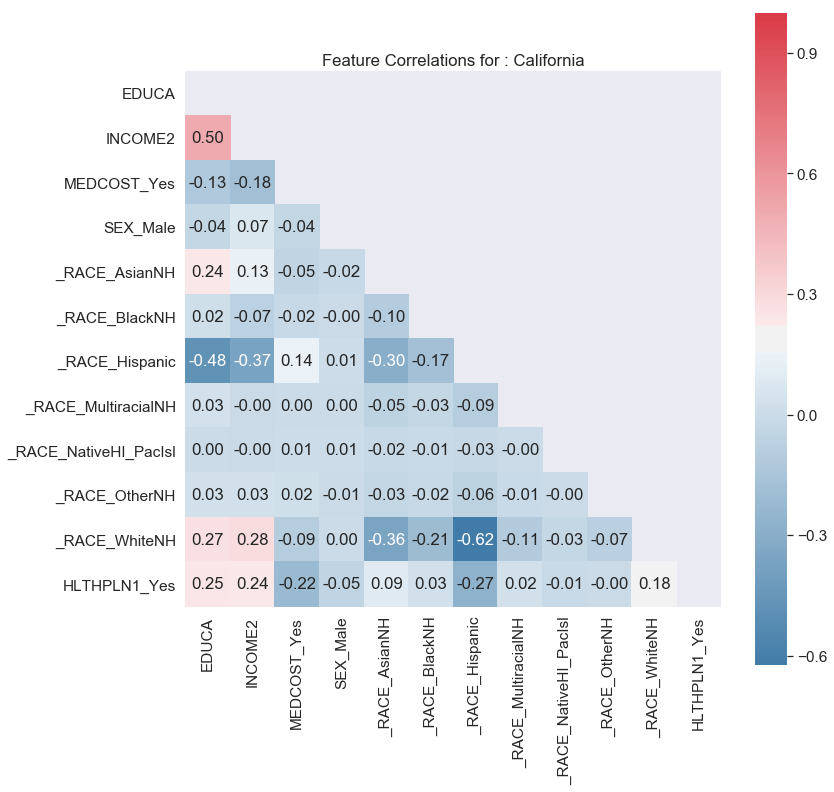 Feature Correlations for : California
EDUCA
INCOME2 0.50
MEDCOST_Yes -0.13 -0.18
SEX_Male -0.04 0.07 -0.04
_RACE_AsianNH 0.24 0.13 -0.05 -0.02
_RACE_BlackNH 0.02 -0.07 -0.02 -0.00 -0.10
_RACE_Hispanic -0.48 -0.37 0.14 0.01 -0.30 -0.17
_RACE_MultiracialNH 0.03 -0.00 0.00 0.00 -0.05 -0.03 -0.09
_RACE_NativeHI_PacIsl 0.00 -0.00 0.01 0.01 -0.02 -0.01 -0.03 -0.00
_RACE_OtherNH 0.03 0.03 0.02 -0.01 -0.03 -0.02 -0.06 -0.01 -0.00
_RACE_WhiteNH 0.27 0.28 -0.09 0.00 -0.36 -0.21 -0.62 -0.11 -0.03 -0.07
HLTHPLN1_Yes 0.25 0.24 -0.22 -0.05 0.09 0.03 -0.27 0.02 -0.01 -0.00 0.18
EDUCA
INCOME2
MEDCOST_Yes
SEX_Male
_RACE_AsianNH
_RACE_BlackNH
_RACE_Hispanic
_RACE_MultiracialNH
_RACE_NativeHI_PacIsl
_RACE_OtherNH
_RACE_WhiteNH
HLTHPLN1_Yes
0.9
0.6
0.3
0.0
-0.3
-0.6